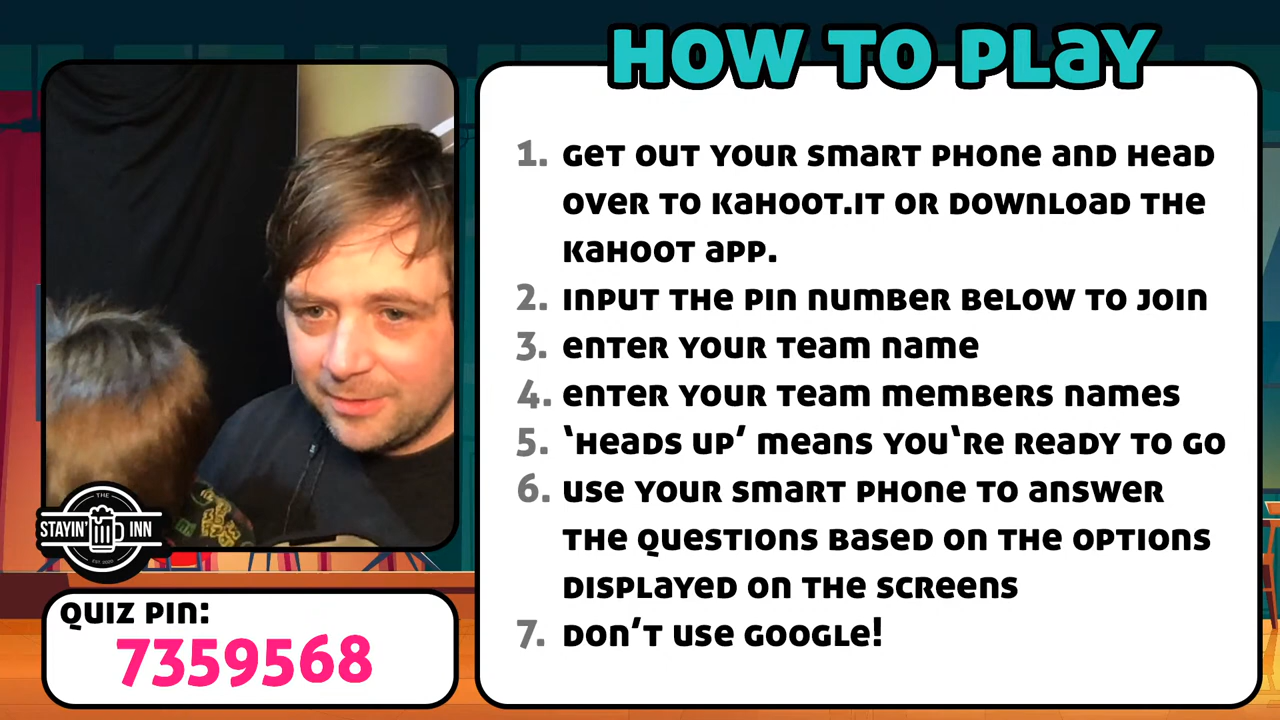 HOW TO PLAY
1. GET OUT YOUR SMART PHONE AND HEAD
OVER TO KAHOOT.IT OR DOWNLOAD THE
KAHOOT APP.
2. INPUT THE PIN NUMBER BELOW TO JOIN
3. ENTER YOUR TEAM NAME
4. ENTER YOUR TEAM MEMBERS NAMES
5. ‘HEADS UP’ MEANS YOU‘RE READY TO GO
6. USE YOUR SMART PHONE TO ANSWER
THE QUESTIONS BASED ON THE OPTIONS
DISPLAYED ON THE SCREENS
7. DON’T USE GOOGLE!
THE
STAYIN' INN
EST 2020
QUIZ PIN:
7359568